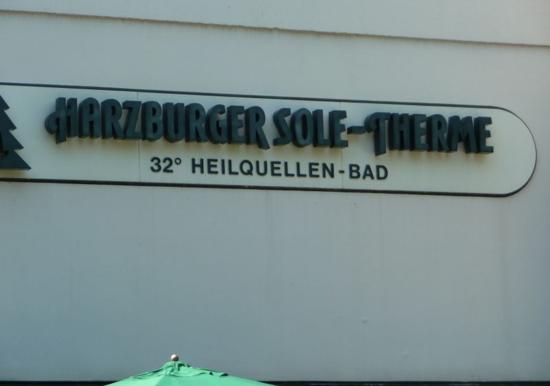 HARZBURGER SOLE-THERME
32° HEILQUELLEN-BAD